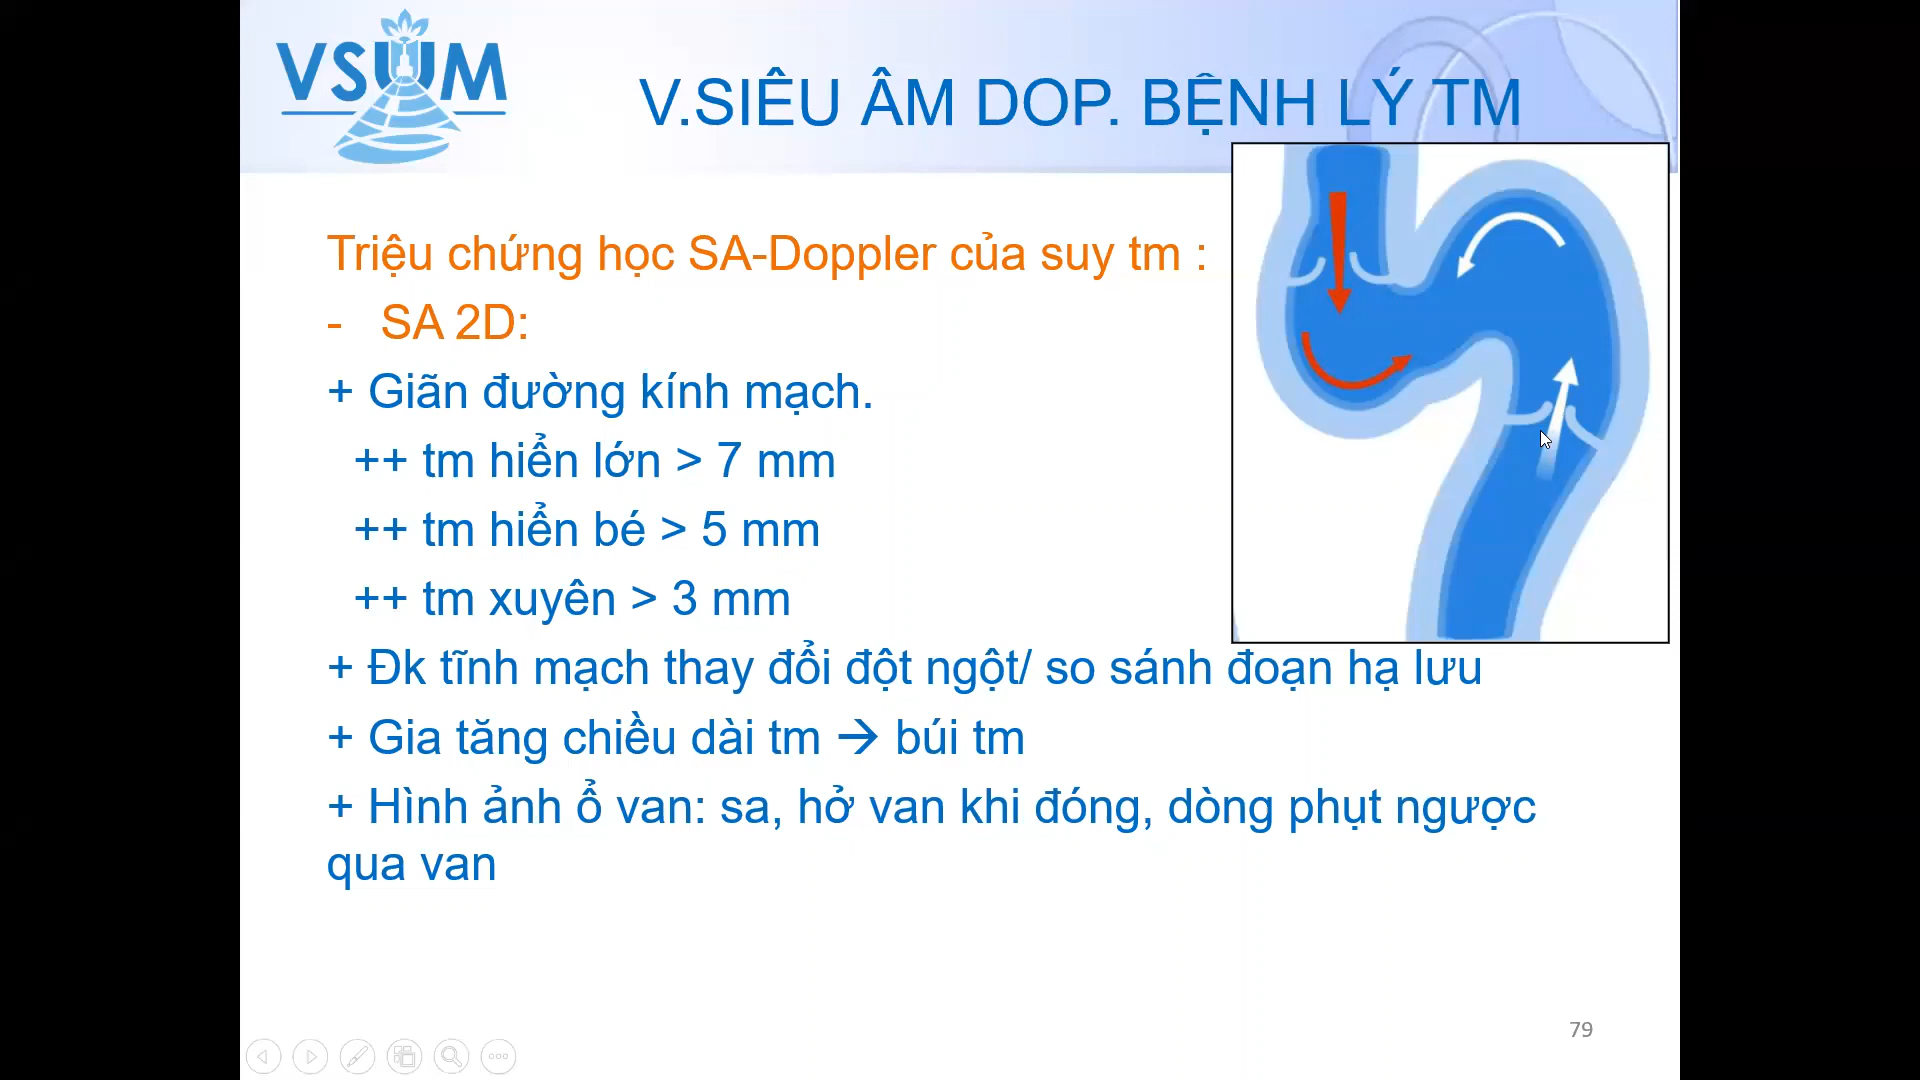 VSUM
V.SIÊU ÂM DOP. BỆNH LÝ TM
Triệu chứng học SA-Doppler của suy tm :
- SA 2D:
+ Giãn đường kính mạch.
++ tm hiển lớn > 7 mm
++ tm hiển bé > 5 mm
++ tm xuyên > 3 mm
+ Đk tĩnh mạch thay đổi đột ngột/ so sánh đoạn hạ lưu
+ Gia tăng chiều dài tm → búi tm
+ Hình ảnh ổ van: sa, hở van khi đóng, dòng phụt ngược
qua van
79